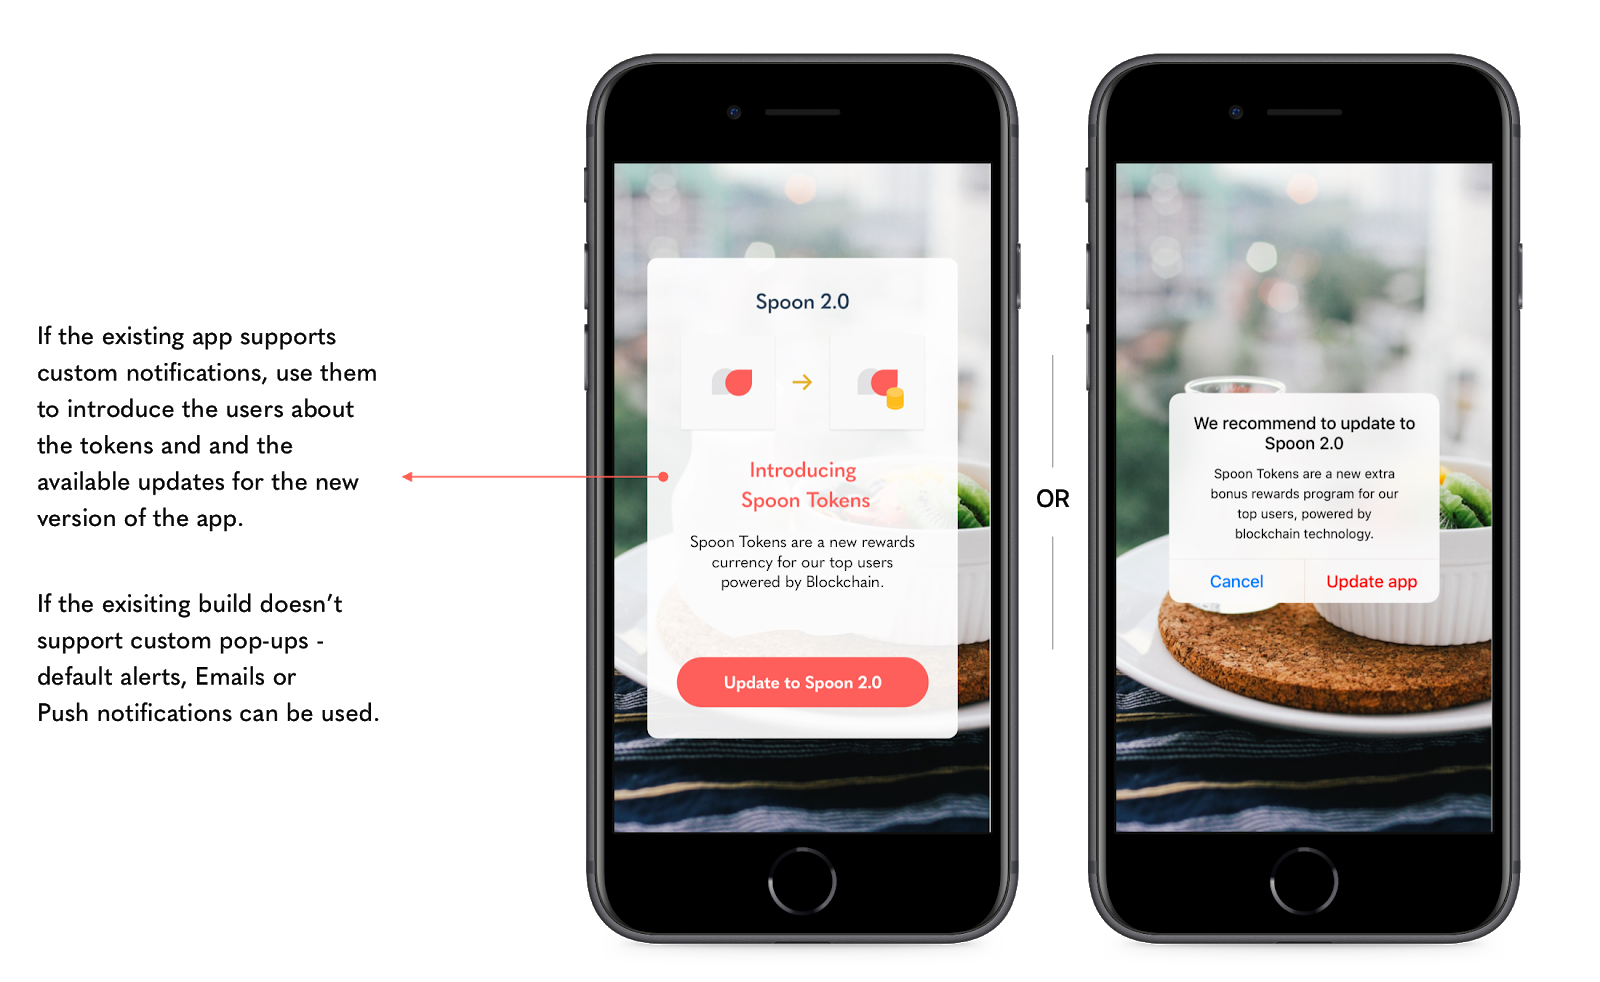 If the existing app supports
custom notifications, use them
to introduce the users about
the tokens and and the
available updates for the new
version of the app.
If the exisiting build doesn't
support custom pop-ups -
default alerts, Emails or
Push notifications can be used.
Spoon 2.0
Introducing
Spoon Tokens
Spoon Tokens are a new rewards
currency for our top users
powered by Blockchain.
Update to Spoon 2.0
OR
We recommend to update to
Spoon 2.0
Spoon Tokens are a new extra
bonus rewards program for our
top users, powered by
blockchain technology.
Cancel
Update app